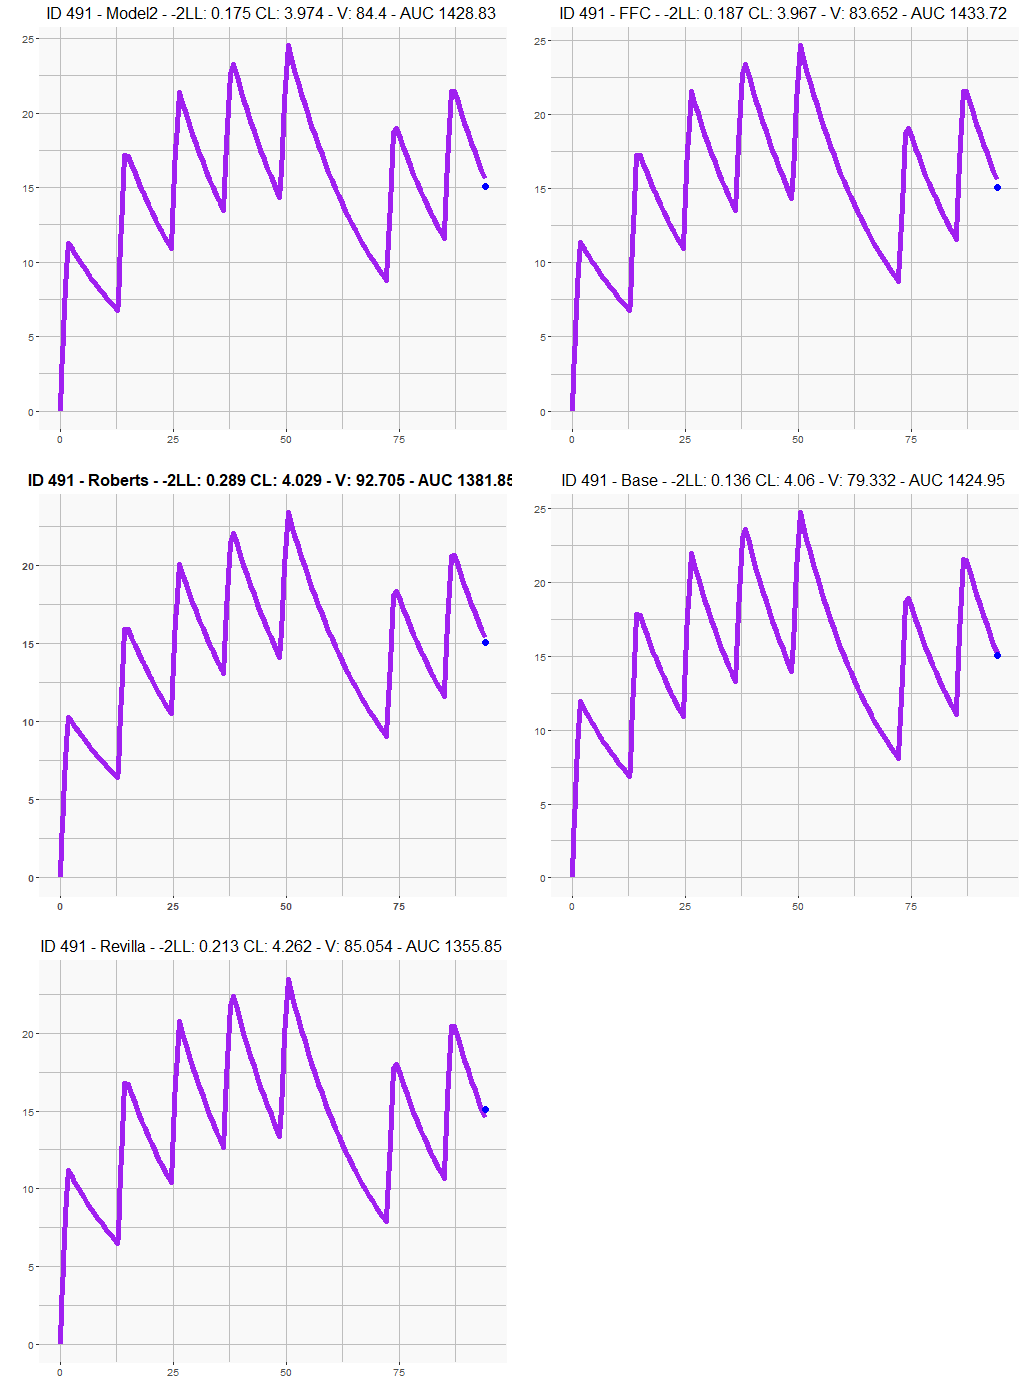 ID 491 - Model2 - -2LL: 0.175 CL: 3.974 - V: 84.4 - AUC 1428.83
25
20
15
10
5
0
0 25 50 75
ID 491 - FFC - -2LL: 0.187 CL: 3.967 - V: 83.652 - AUC 1433.72
25
20
15
10
5
0
0 25 50 75
ID 491 - Roberts - -2LL: 0.289 CL: 4.029 - V: 92.705 - AUC 1381.85
20
15
10
5
0
0 25 50 75
ID 491 - Base - -2LL: 0.136 CL: 4.06 - V: 79.332 - AUC 1424.95
25
20
15
10
5
0
0 25 50 75
ID 491 - Revilla - -2LL: 0.213 CL: 4.262 - V: 85.054 - AUC 1355.85
20
15
10
5
0
0 25 50 75